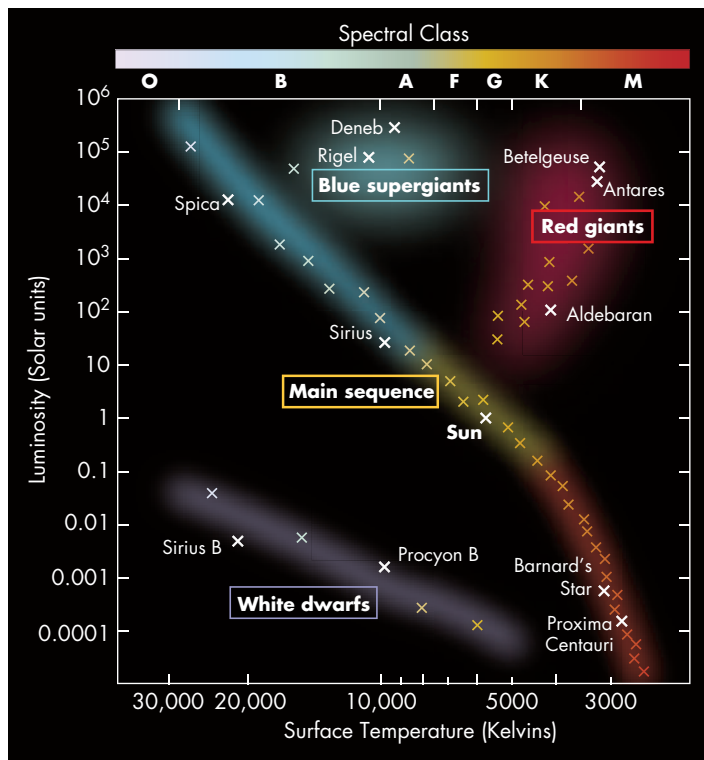 Spectral Class
O B A F G K M
10⁶
10⁵
10⁴
10³
10²
10
1
0.1
0.01
0.001
0.0001
Luminosity (Solar units)
Deneb
Rigel
Blue supergiants
Betelgeuse
Antares
Red giants
Spica
Aldebaran
Sirius
Main sequence
Sun
Sirius B
Procyon B
White dwarfs
Barnard's
Star
Proxima
Centauri
30,000 20,000 10,000 5000 3000
Surface Temperature (Kelvins)